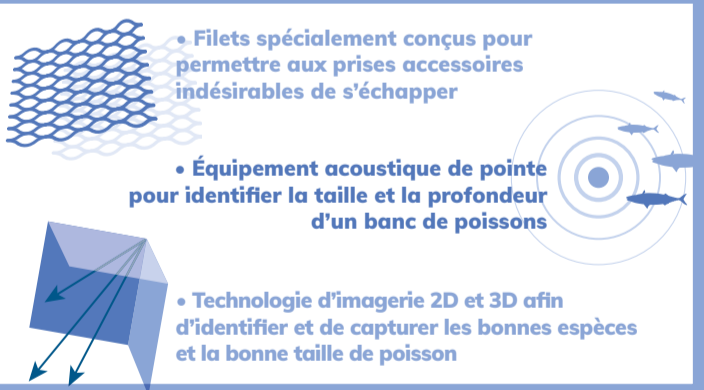 • Filets spécialement conçus pour
permettre aux prises accessoires
indésirables de s’échapper
• Équipement acoustique de pointe
pour identifier la taille et la profondeur
d’un banc de poissons
• Technologie d’imagerie 2D et 3D afin
d’identifier et de capturer les bonnes espèces
et la bonne taille de poisson